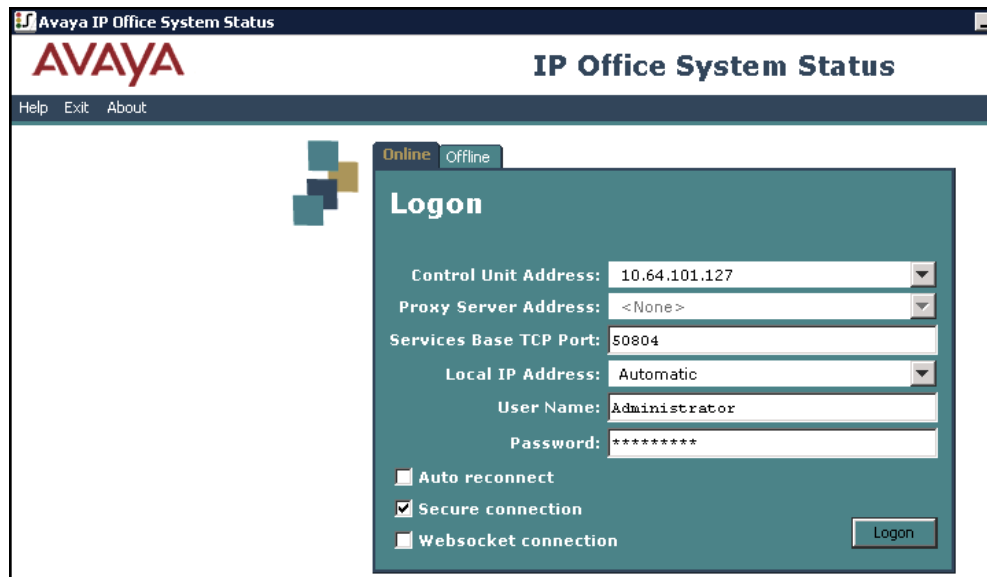 Avaya IP Office System Status
AVAYA
IP Office System Status
Help Exit About
Online Offline
Logon
Control Unit Address: 10.64.101.127
Proxy Server Address: <None>
Services Base TCP Port: 50804
Local IP Address: Automatic
User Name: Administrator
Password: *********
Auto reconnect
Secure connection
Websocket connection
Logon